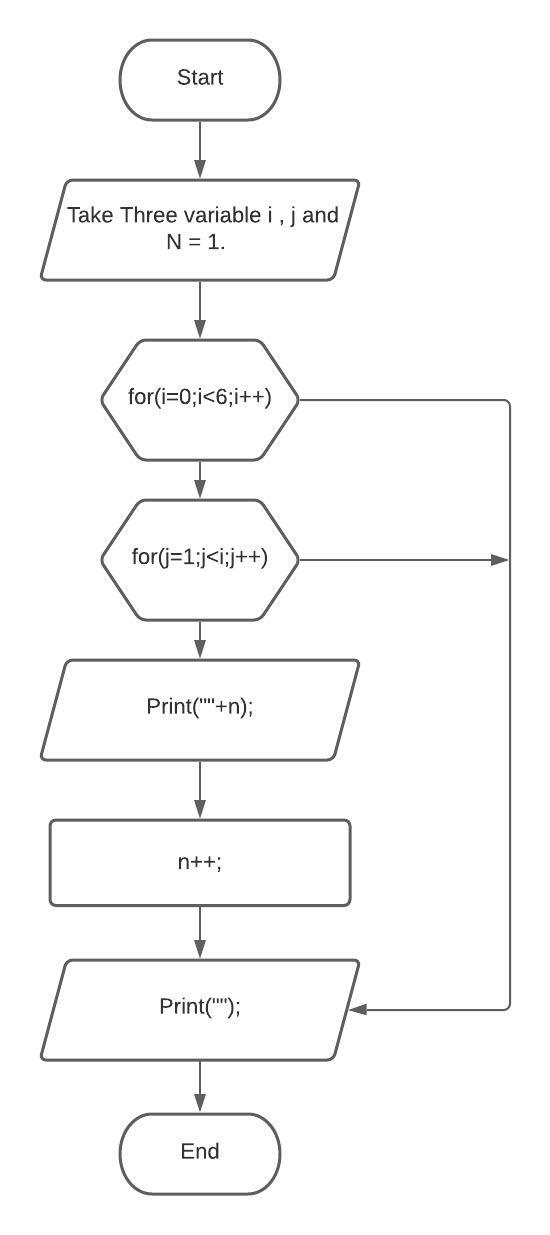 Start
Take Three variable i , j and
N = 1.
for(i=0;i<6;i++)
for(j=1;j<i;j++)
Print(""+n);
n++;
Print("");
End